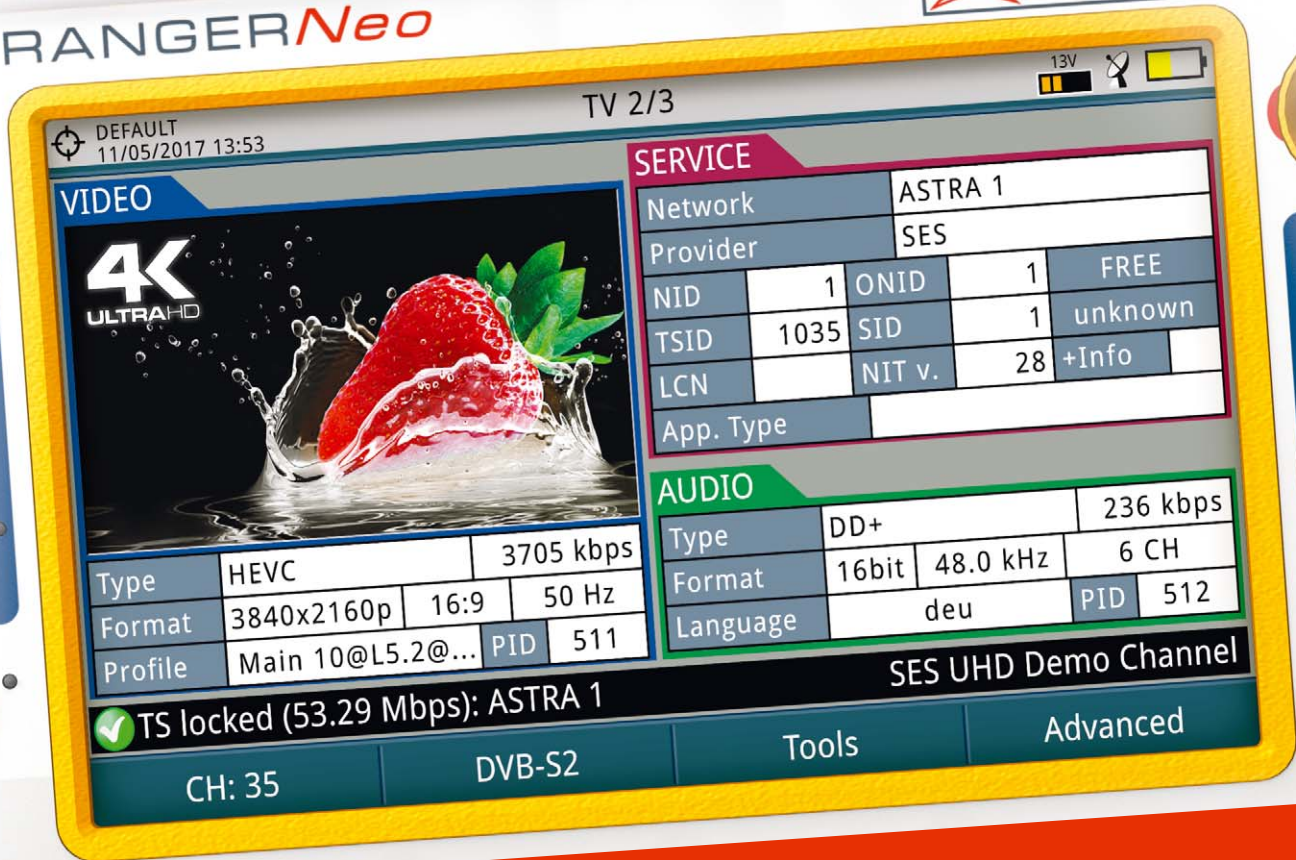 RANGERNeo
DEFAULT
11/05/2017 13:53
TV 2/3
13V
VIDEO
4K
ULTRAHD
Type HEVC 3705 kbps
Format 3840x2160p 16:9 50 Hz
Profile Main 10@L5.2@... PID 511
SERVICE
Network ASTRA 1
Provider SES
NID 1 ONID 1 FREE
TSID 1035 SID 1 unknown
LCN NIT v. 28 +Info
App. Type
AUDIO
Type DD+ 236 kbps
Format 16bit 48.0 kHz 6 CH
Language deu PID 512
TS locked (53.29 Mbps): ASTRA 1 SES UHD Demo Channel
CH: 35 DVB-S2 Tools Advanced